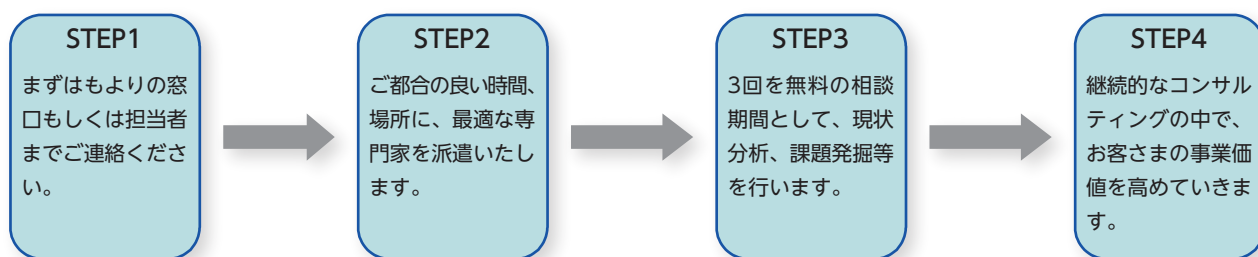 STEP1
まずはもよりの窓
口もしくは担当者
までご連絡くださ
い。
STEP2
ご都合の良い時間、
場所に、最適な専
門家を派遣いたし
ます。
STEP3
3回を無料の相談
期間として、現状
分析、課題発掘等
を行います。
STEP4
継続的なコンサル
ティングの中で、
お客さまの事業価
値を高めていきま
す。